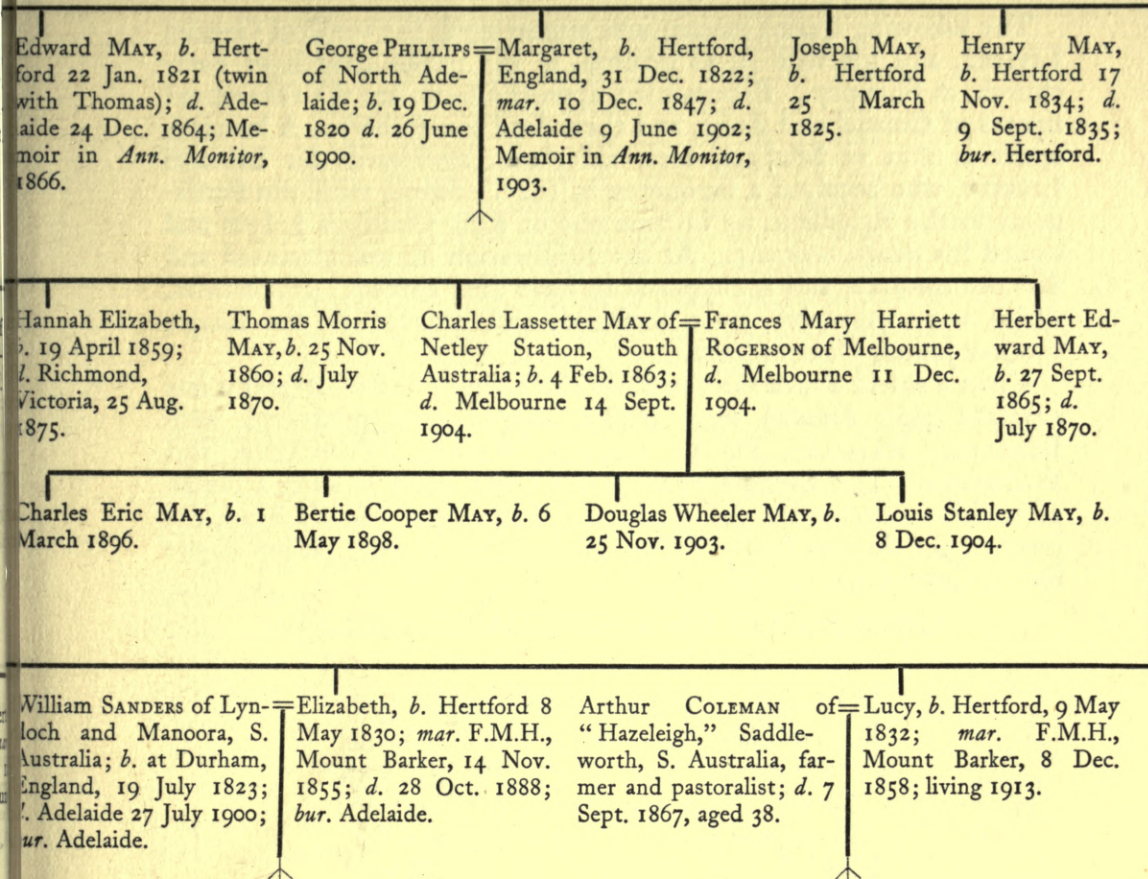 Edward MAY, b. Hert-
ford 22 Jan. 1821 (twin
with Thomas); d. Ade-
laide 24 Dec. 1864; Me-
moir in Ann. Monitor,
1866.
George PHILLIPS=
of North Ade-
laide; b. 19 Dec.
1820 d. 26 June
1900.
Margaret, b. Hertford,
England, 31 Dec. 1822;
mar. 10 Dec. 1847; d.
Adelaide 9 June 1902;
Memoir in Ann. Monitor,
1903.
Joseph MAY,
b. Hertford
25 March
1825.
Henry MAY,
b. Hertford 17
Nov. 1834; d.
9 Sept. 1835;
bur. Hertford.
Hannah Elizabeth,
b. 19 April 1859;
d. Richmond,
Victoria, 25 Aug.
1875.
Thomas Morris
MAY, b. 25 Nov.
1860; d. July
1870.
Charles Lassetter MAY of=
Netley Station, South
Australia; b. 4 Feb. 1863;
d. Melbourne 14 Sept.
1904.
Frances Mary Harriett
ROGERSON of Melbourne,
d. Melbourne 11 Dec.
1904.
Herbert Ed-
ward MAY,
b. 27 Sept.
1865; d.
July 1870.
Charles Eric MAY, b. 1
March 1896.
Bertie Cooper MAY, b. 6
May 1898.
Douglas Wheeler MAY, b.
25 Nov. 1903.
Louis Stanley MAY, b.
8 Dec. 1904.
William SANDERS of Lyn-=
doch and Manoora, S.
Australia; b. at Durham,
England, 19 July 1823;
d. Adelaide 27 July 1900;
bur. Adelaide.
Elizabeth, b. Hertford 8
May 1830; mar. F.M.H.,
Mount Barker, 14 Nov.
1855; d. 28 Oct. 1888;
bur. Adelaide.
Arthur COLEMAN of=
"Hazeleigh," Saddle-
worth, S. Australia, far-
mer and pastoralist; d. 7
Sept. 1867, aged 38.
Lucy, b. Hertford, 9 May
1832; mar. F.M.H.,
Mount Barker, 8 Dec.
1858; living 1913.